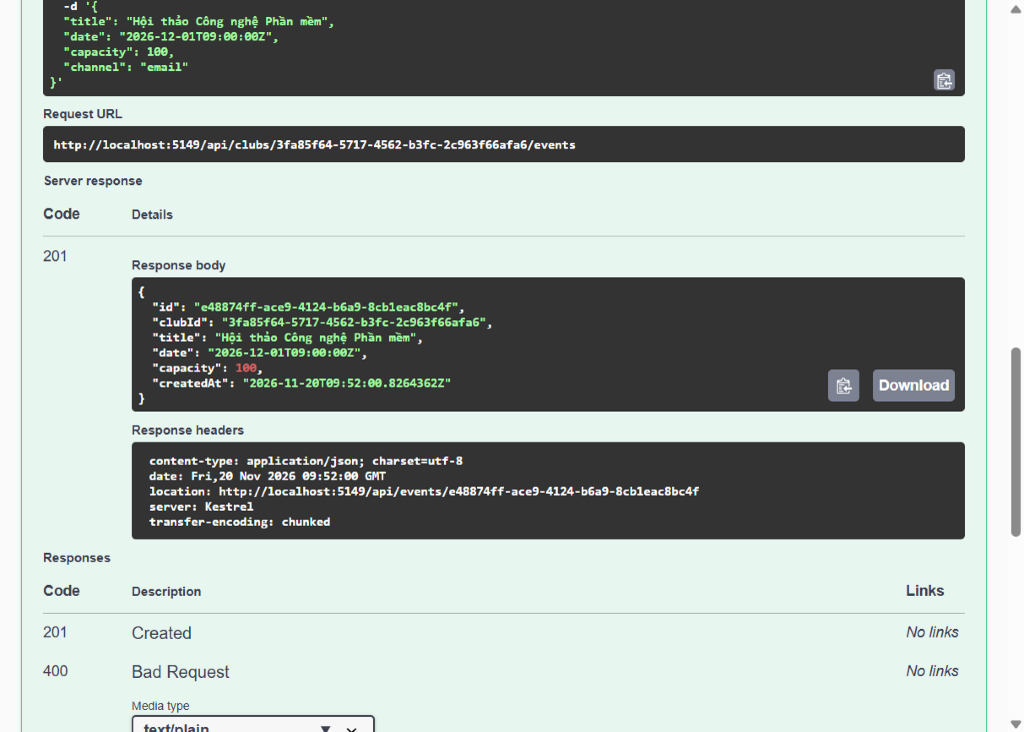 -d '{
"title": "Hội thảo Công nghệ Phần mềm",
"date": "2026-12-01T09:00:00Z",
"capacity": 100,
"channel": "email"
}'
Request URL
http://localhost:5149/api/clubs/3fa85f64-5717-4562-b3fc-2c963f66afa6/events
Server response
Code Details
201
Response body
{
"id": "e48874ff-ace9-4124-b6a9-8cb1eac8bc4f",
"clubId": "3fa85f64-5717-4562-b3fc-2c963f66afa6",
"title": "Hội thảo Công nghệ Phần mềm",
"date": "2026-12-01T09:00:00Z",
"capacity": 100,
"createdAt": "2026-11-20T09:52:00.8264362Z"
}
Download
Response headers
content-type: application/json; charset=utf-8
date: Fri,20 Nov 2026 09:52:00 GMT
location: http://localhost:5149/api/events/e48874ff-ace9-4124-b6a9-8cb1eac8bc4f
server: Kestrel
transfer-encoding: chunked
Responses
Code Description Links
201 Created No links
400 Bad Request No links
Media type
text/plain